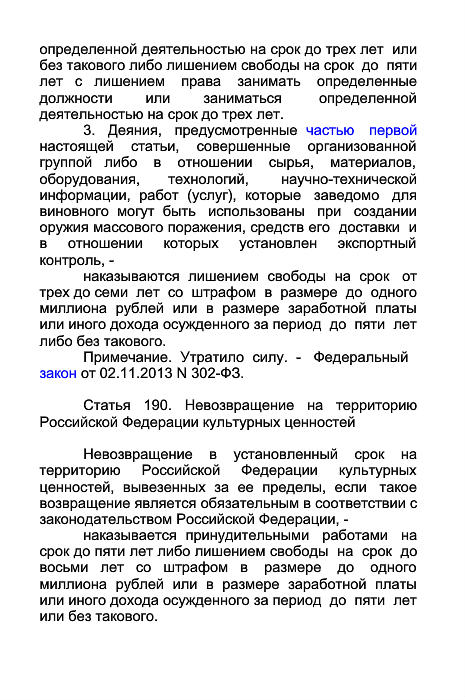 определенной деятельностью на срок до трех лет или
без такового либо лишением свободы на срок до пяти
лет с лишением права занимать определенные
должности или заниматься определенной
деятельностью на срок до трех лет.
3. Деяния, предусмотренные частью первой
настоящей статьи, совершенные организованной
группой либо в отношении сырья, материалов,
оборудования, технологий, научно-технической
информации, работ (услуг), которые заведомо для
виновного могут быть использованы при создании
оружия массового поражения, средств его доставки и
в отношении которых установлен экспортный
контроль, -
наказываются лишением свободы на срок от
трех до семи лет со штрафом в размере до одного
миллиона рублей или в размере заработной платы
или иного дохода осужденного за период до пяти лет
либо без такового.
Примечание. Утратило силу. - Федеральный
закон от 02.11.2013 N 302-ФЗ.
Статья 190. Невозвращение на территорию
Российской Федерации культурных ценностей
Невозвращение в установленный срок на
территорию Российской Федерации культурных
ценностей, вывезенных за ее пределы, если такое
возвращение является обязательным в соответствии с
законодательством Российской Федерации, -
наказывается принудительными работами на
срок до пяти лет либо лишением свободы на срок до
восьми лет со штрафом в размере до одного
миллиона рублей или в размере заработной платы
или иного дохода осужденного за период до пяти лет
или без такового.